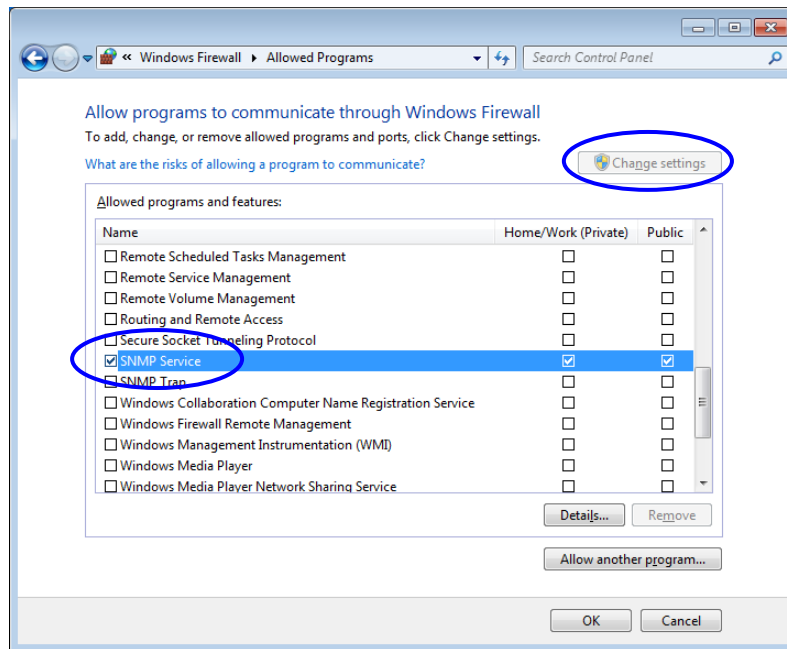 « Windows Firewall Allowed Programs Search Control Panel
Allow programs to communicate through Windows Firewall
To add, change, or remove allowed programs and ports, click Change settings.
What are the risks of allowing a program to communicate? Change settings
Allowed programs and features:
Name Home/Work (Private) Public
Remote Scheduled Tasks Management
Remote Service Management
Remote Volume Management
Routing and Remote Access
Secure Socket Tunneling Protocol
SNMP Service
SNMP Trap
Windows Collaboration Computer Name Registration Service
Windows Firewall Remote Management
Windows Management Instrumentation (WMI)
Windows Media Player
Windows Media Player Network Sharing Service
Details... Remove
Allow another program...
OK Cancel